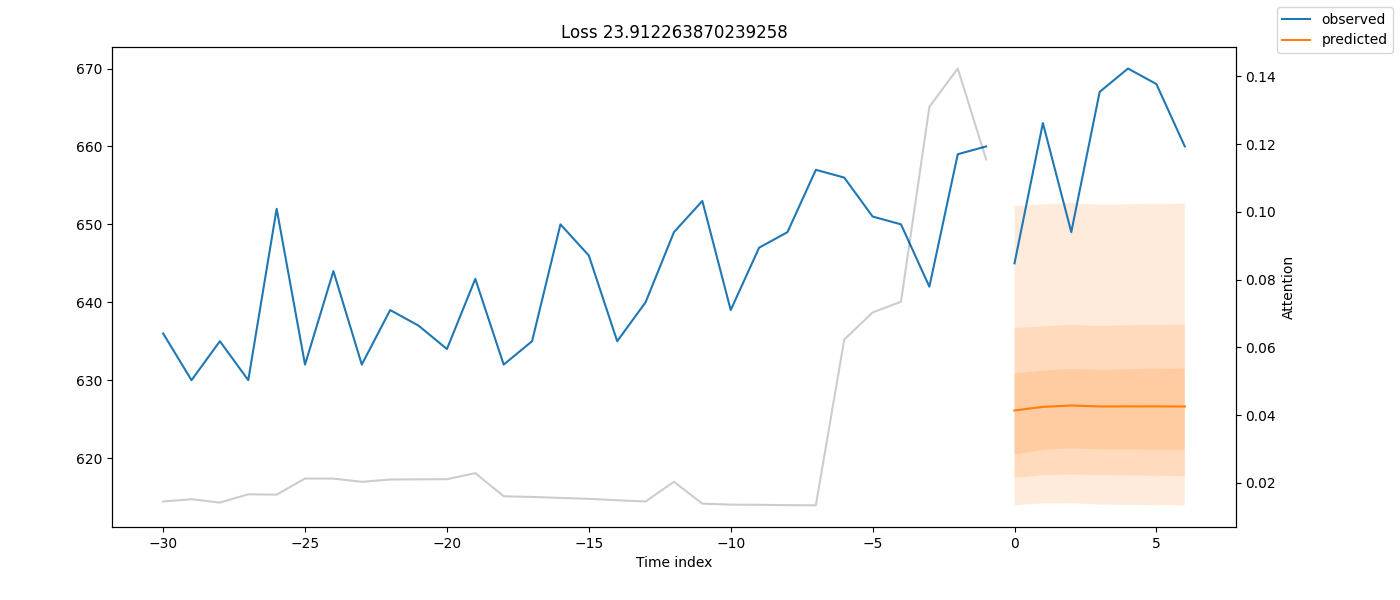 Loss 23.912263870239258
observed
predicted
670
660
650
640
630
620
0.14
0.12
0.10
0.08
0.06
0.04
0.02
Attention
−30 −25 −20 −15 −10 −5 0 5
Time index